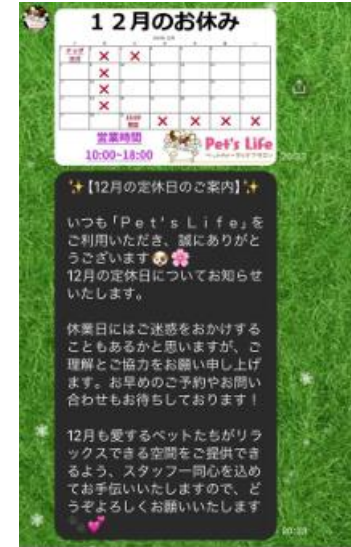 12月のお休み
営業時間
10:00~18:00
Pet's Life
✨【12月の定休日のご案内】✨
いつも「Pet's Life」を
ご利用いただき、誠にありがと
うございます🐶🌸
12月の定休日についてお知らせ
いたします。
休業日にはご迷惑をおかけする
こともあるかと思いますが、ご
理解とご協力をお願い申し上げ
ます。お早めのご予約やお問い
合わせもお待ちしております！
12月も愛するペットたちがリラ
ックスできる空間をご提供でき
るよう、スタッフ一同心を込め
てお手伝いいたしますので、ど
うぞよろしくお願いいたします
🐾💕